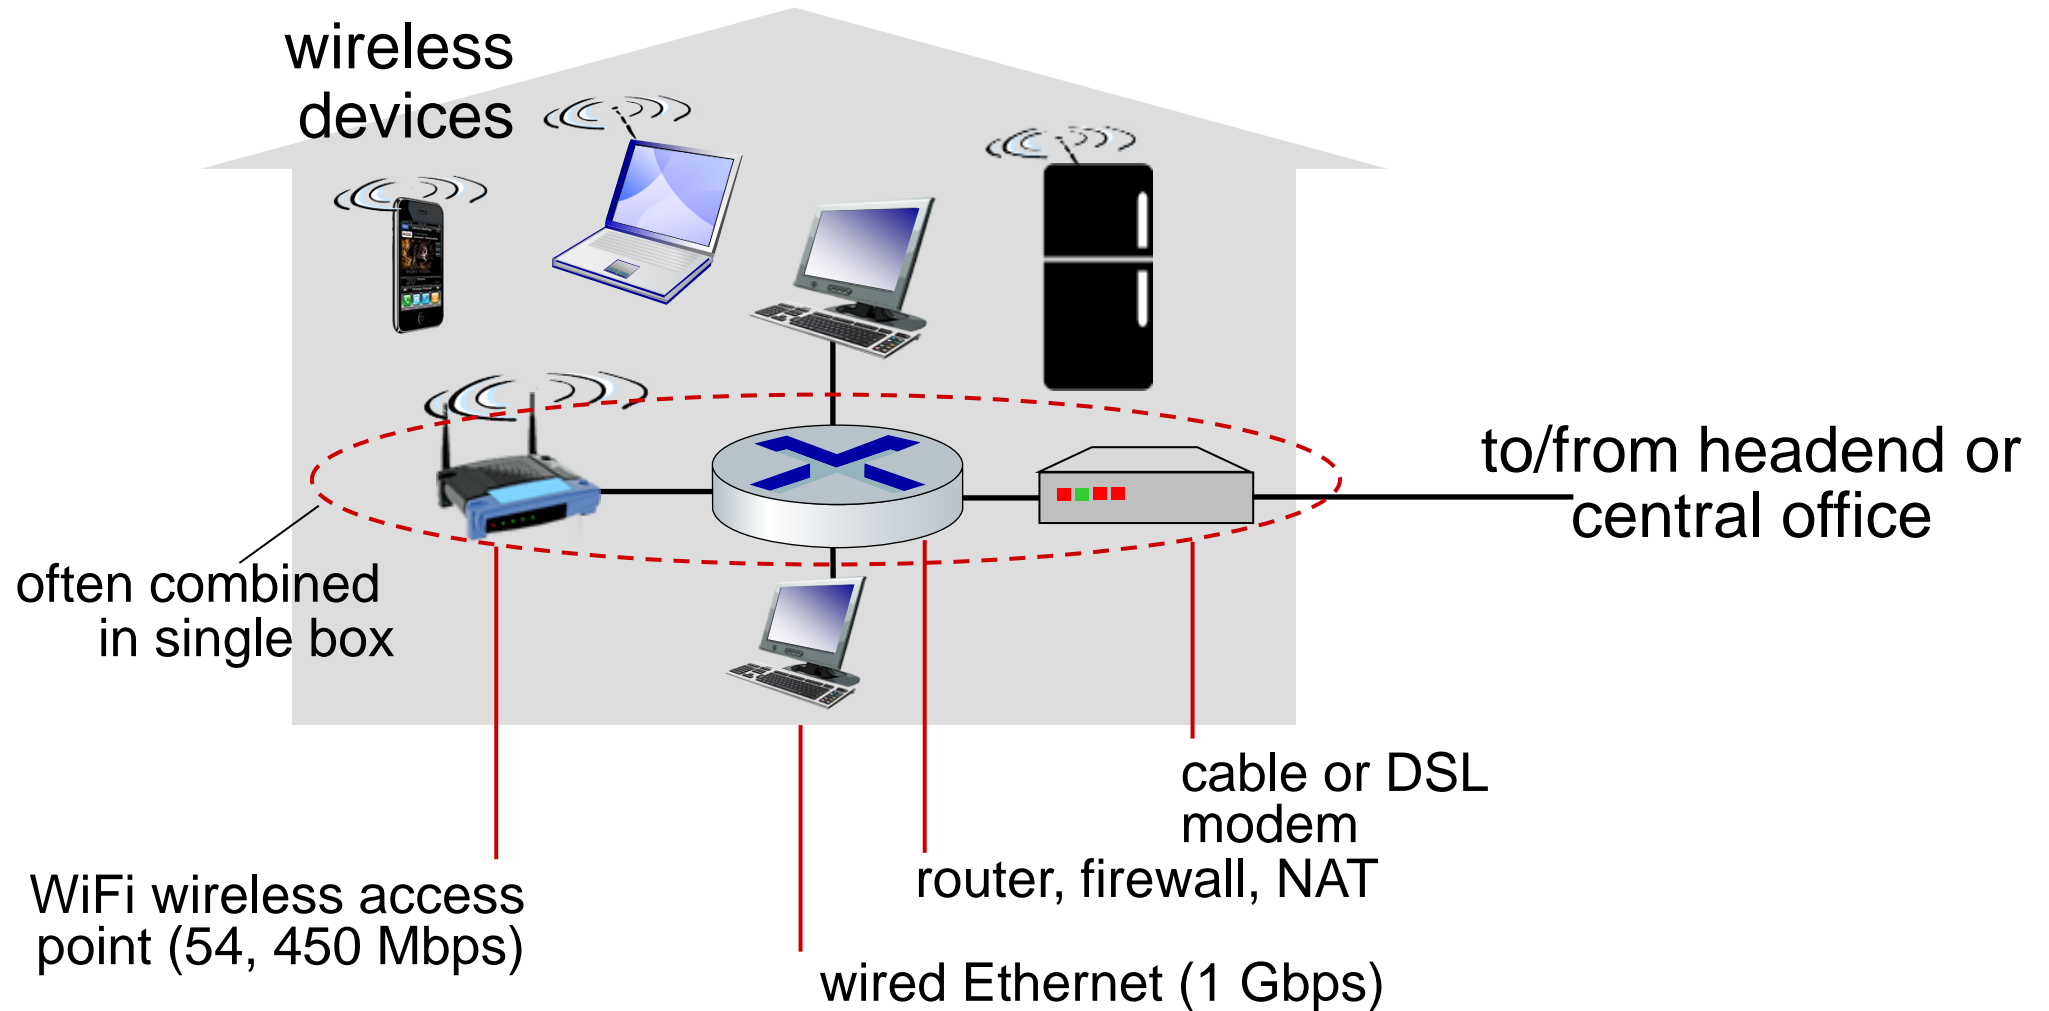 wireless
devices
to/from headend or
central office
often combined
in single box
cable or DSL
modem
router, firewall, NAT
WiFi wireless access
point (54, 450 Mbps)
wired Ethernet (1 Gbps)